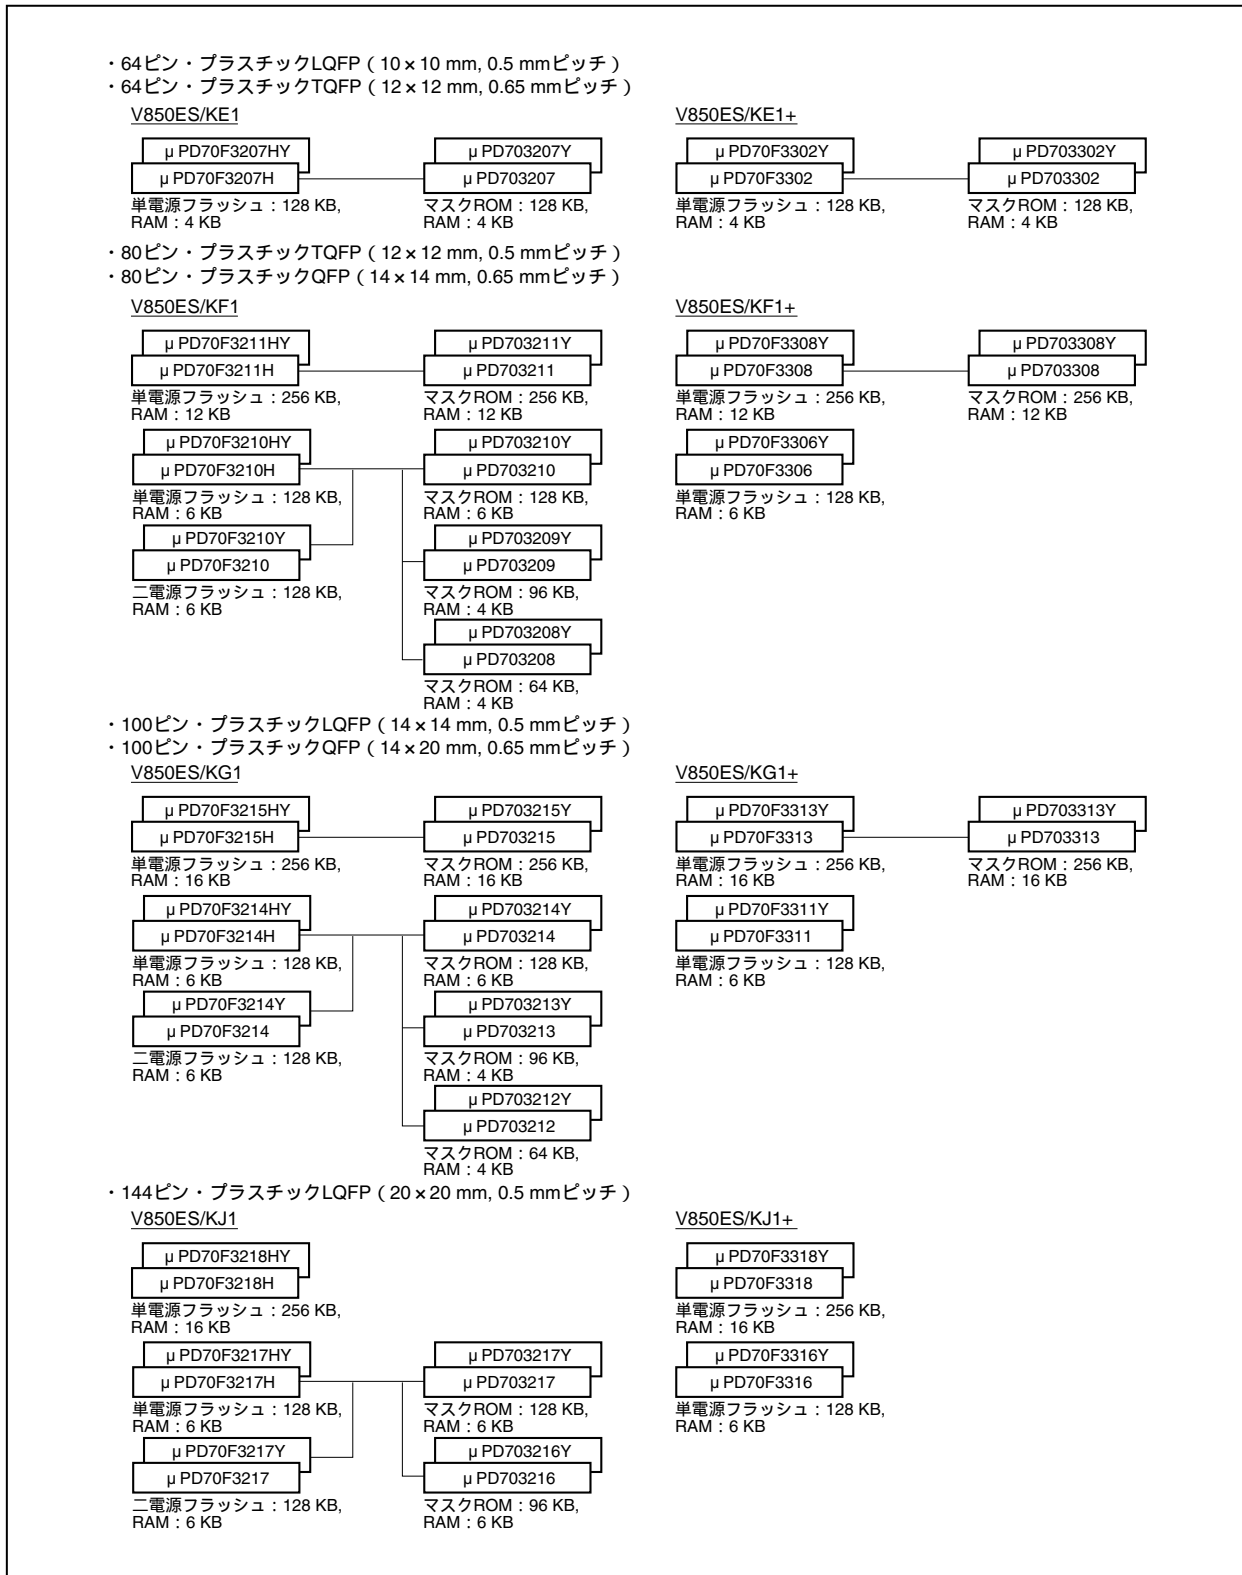 ・64ピン・プラスチックLQFP（10×10 mm, 0.5 mmピッチ）
・64ピン・プラスチックTQFP（12×12 mm, 0.65 mmピッチ）
V850ES/KE1
μPD70F3207HY
μPD70F3207H
単電源フラッシュ：128 KB,
RAM：4 KB
μPD703207Y
μPD703207
マスクROM：128 KB,
RAM：4 KB
V850ES/KE1+
μPD70F3302Y
μPD70F3302
単電源フラッシュ：128 KB,
RAM：4 KB
μPD703302Y
μPD703302
マスクROM：128 KB,
RAM：4 KB
・80ピン・プラスチックTQFP（12×12 mm, 0.5 mmピッチ）
・80ピン・プラスチックQFP（14×14 mm, 0.65 mmピッチ）
V850ES/KF1
μPD70F3211HY
μPD70F3211H
単電源フラッシュ：256 KB,
RAM：12 KB
μPD703211Y
μPD703211
マスクROM：256 KB,
RAM：12 KB
μPD70F3210HY
μPD70F3210H
単電源フラッシュ：128 KB,
RAM：6 KB
μPD70F3210Y
μPD70F3210
二電源フラッシュ：128 KB,
RAM：6 KB
μPD703210Y
μPD703210
マスクROM：128 KB,
RAM：6 KB
μPD703209Y
μPD703209
マスクROM：96 KB,
RAM：4 KB
μPD703208Y
μPD703208
マスクROM：64 KB,
RAM：4 KB
V850ES/KF1+
μPD70F3308Y
μPD70F3308
単電源フラッシュ：256 KB,
RAM：12 KB
μPD703308Y
μPD703308
マスクROM：256 KB,
RAM：12 KB
μPD70F3306Y
μPD70F3306
単電源フラッシュ：128 KB,
RAM：6 KB
・100ピン・プラスチックLQFP（14×14 mm, 0.5 mmピッチ）
・100ピン・プラスチックQFP（14×20 mm, 0.65 mmピッチ）
V850ES/KG1
μPD70F3215HY
μPD70F3215H
単電源フラッシュ：256 KB,
RAM：16 KB
μPD703215Y
μPD703215
マスクROM：256 KB,
RAM：16 KB
μPD70F3214HY
μPD70F3214H
単電源フラッシュ：128 KB,
RAM：6 KB
μPD70F3214Y
μPD70F3214
二電源フラッシュ：128 KB,
RAM：6 KB
μPD703214Y
μPD703214
マスクROM：128 KB,
RAM：6 KB
μPD703213Y
μPD703213
マスクROM：96 KB,
RAM：4 KB
μPD703212Y
μPD703212
マスクROM：64 KB,
RAM：4 KB
V850ES/KG1+
μPD70F3313Y
μPD70F3313
単電源フラッシュ：256 KB,
RAM：16 KB
μPD703313Y
μPD703313
マスクROM：256 KB,
RAM：16 KB
μPD70F3311Y
μPD70F3311
単電源フラッシュ：128 KB,
RAM：6 KB
・144ピン・プラスチックLQFP（20×20 mm, 0.5 mmピッチ）
V850ES/KJ1
μPD70F3218HY
μPD70F3218H
単電源フラッシュ：256 KB,
RAM：16 KB
μPD70F3217HY
μPD70F3217H
単電源フラッシュ：128 KB,
RAM：6 KB
μPD70F3217Y
μPD70F3217
二電源フラッシュ：128 KB,
RAM：6 KB
μPD703217Y
μPD703217
マスクROM：128 KB,
RAM：6 KB
μPD703216Y
μPD703216
マスクROM：96 KB,
RAM：6 KB
V850ES/KJ1+
μPD70F3318Y
μPD70F3318
単電源フラッシュ：256 KB,
RAM：16 KB
μPD70F3316Y
μPD70F3316
単電源フラッシュ：128 KB,
RAM：6 KB